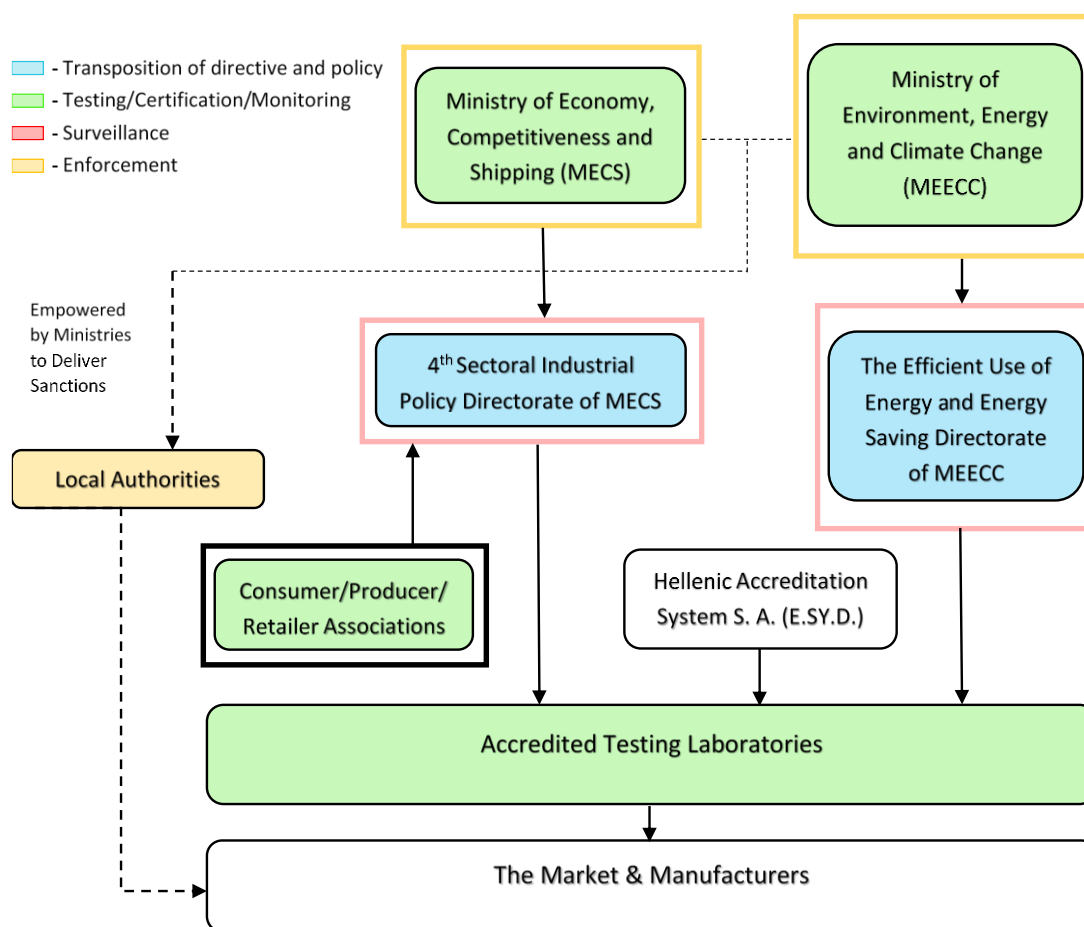 - Transposition of directive and policy
- Testing/Certification/Monitoring
- Surveillance
- Enforcement
Ministry of Economy,
Competitiveness and
Shipping (MECS)
Ministry of
Environment, Energy
and Climate Change
(MEECC)
Empowered
by Ministries
to Deliver
Sanctions
4th Sectoral Industrial
Policy Directorate of MECS
The Efficient Use of
Energy and Energy
Saving Directorate
of MEECC
Local Authorities
Consumer/Producer/
Retailer Associations
Hellenic Accreditation
System S. A. (E.SY.D.)
Accredited Testing Laboratories
The Market & Manufacturers